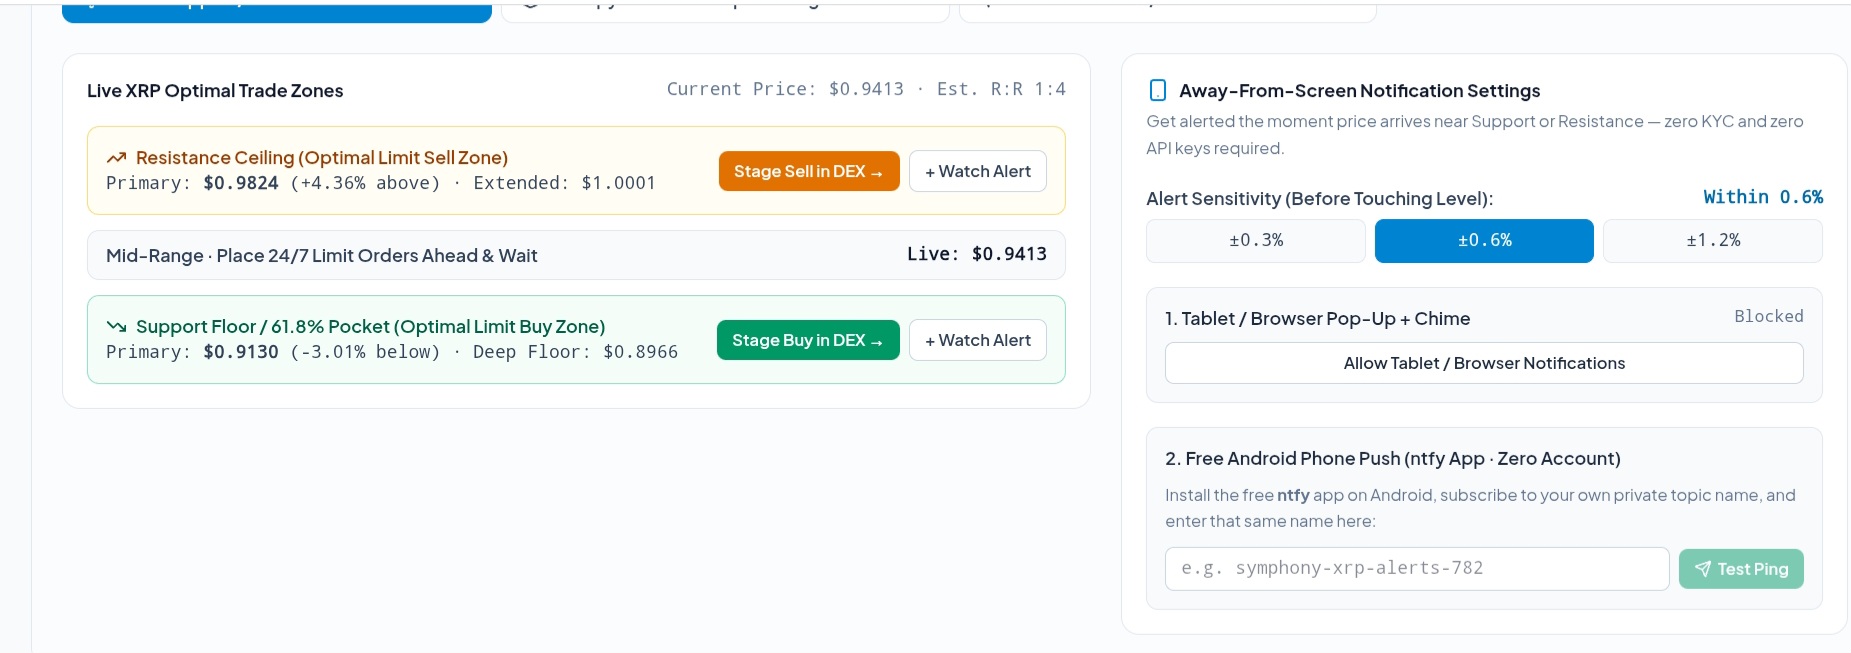 Live XRP Optimal Trade Zones
Current Price: $0.9413 · Est. R:R 1:4
Resistance Ceiling (Optimal Limit Sell Zone)
Primary: $0.9824 (+4.36% above) · Extended: $1.0001
Stage Sell in DEX →
+ Watch Alert
Mid-Range · Place 24/7 Limit Orders Ahead & Wait
Live: $0.9413
Support Floor / 61.8% Pocket (Optimal Limit Buy Zone)
Primary: $0.9130 (-3.01% below) · Deep Floor: $0.8966
Stage Buy in DEX →
+ Watch Alert
Away-From-Screen Notification Settings
Get alerted the moment price arrives near Support or Resistance — zero KYC and zero
API keys required.
Alert Sensitivity (Before Touching Level):
Within 0.6%
±0.3%
±0.6%
±1.2%
1. Tablet / Browser Pop-Up + Chime
Blocked
Allow Tablet / Browser Notifications
2. Free Android Phone Push (ntfy App · Zero Account)
Install the free ntfy app on Android, subscribe to your own private topic name, and
enter that same name here:
e.g. symphony-xrp-alerts-782
Test Ping